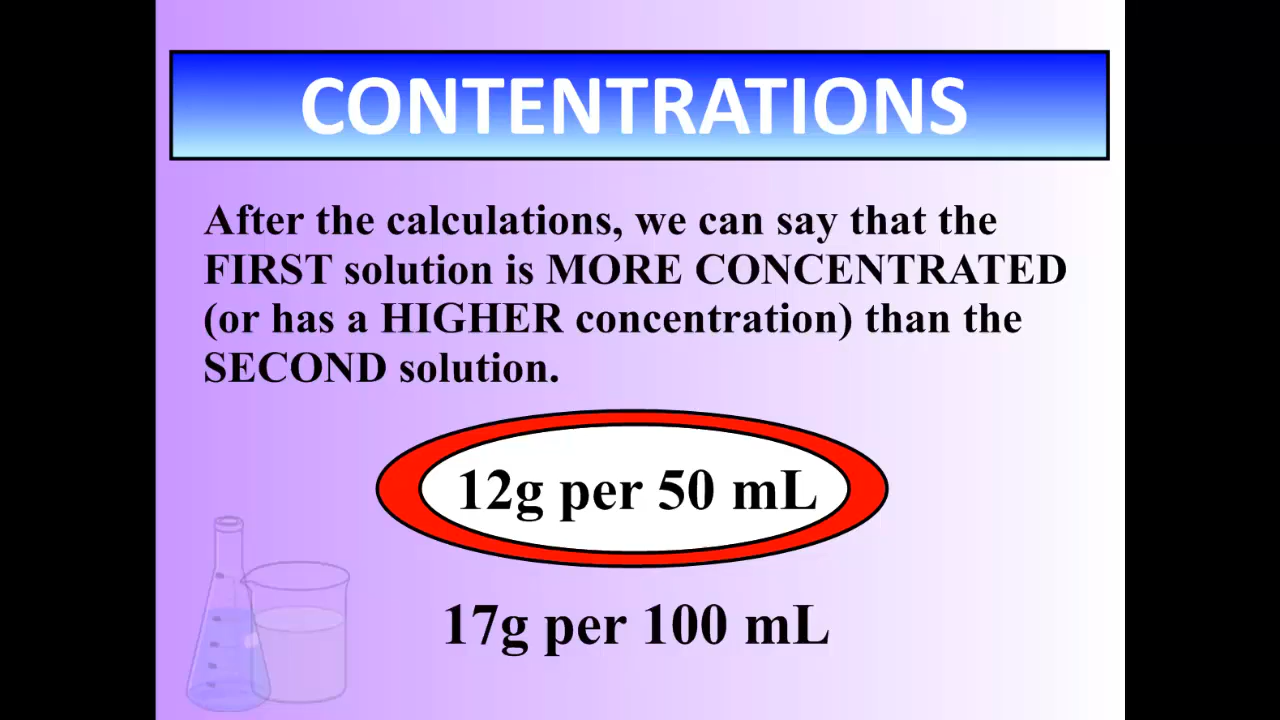 CONTENTRATIONS
After the calculations, we can say that the
FIRST solution is MORE CONCENTRATED
(or has a HIGHER concentration) than the
SECOND solution.
12g per 50 mL
17g per 100 mL